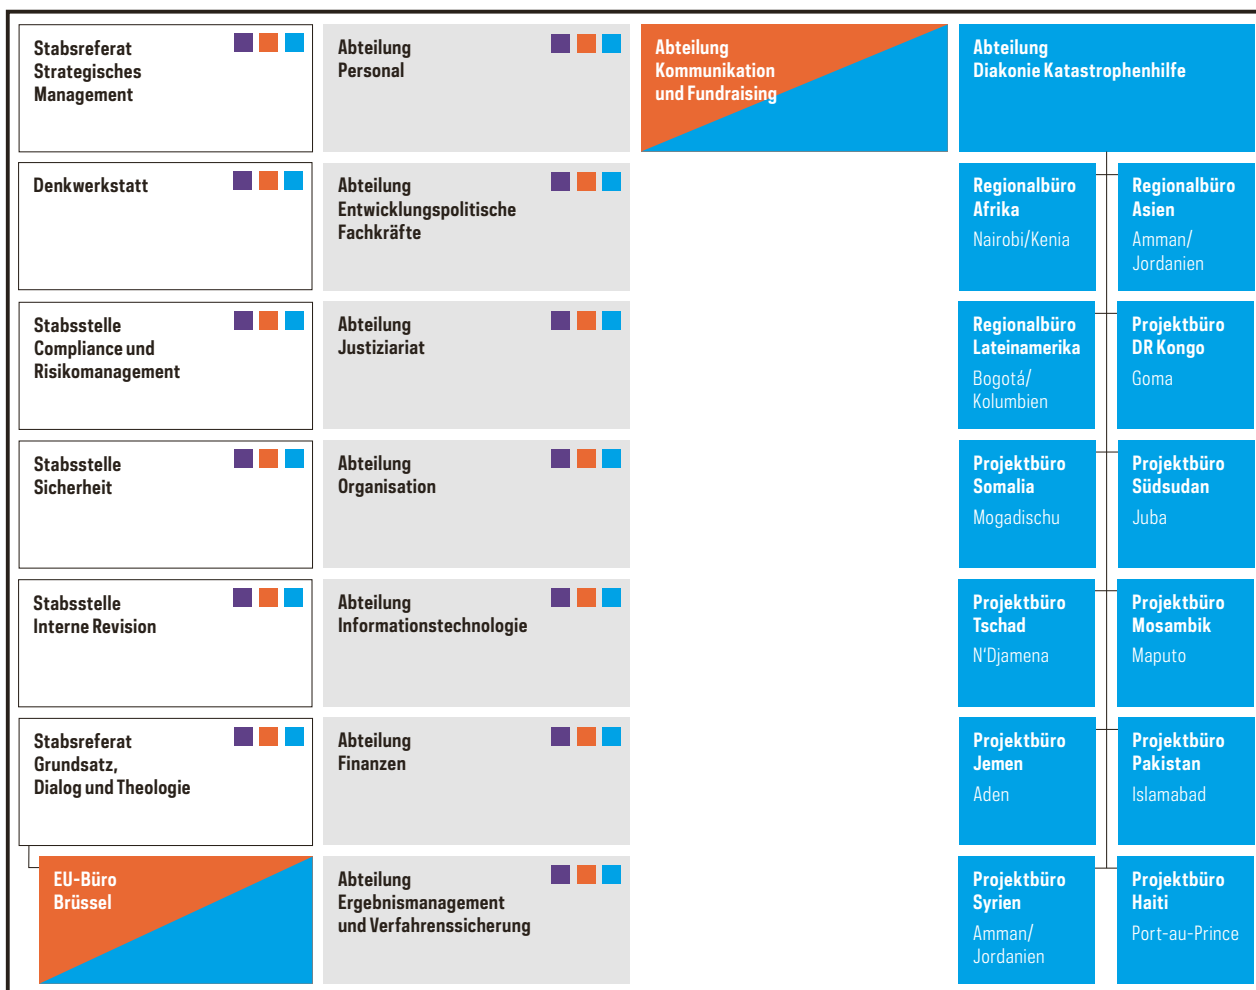 Stabsreferat
Strategisches
Management
Abteilung
Personal
Abteilung
Kommunikation
und Fundraising
Abteilung
Diakonie Katastrophenhilfe
Denkwerkstatt
Abteilung
Entwicklungspolitische
Fachkräfte
Regionalbüro
Afrika
Nairobi/Kenia
Regionalbüro
Asien
Amman/
Jordanien
Stabsstelle
Compliance und
Risikomanagement
Abteilung
Justiziariat
Regionalbüro
Lateinamerika
Bogotá/
Kolumbien
Projektbüro
DR Kongo
Goma
Stabsstelle
Sicherheit
Abteilung
Organisation
Projektbüro
Somalia
Mogadischu
Projektbüro
Südsudan
Juba
Stabsstelle
Interne Revision
Abteilung
Informationstechnologie
Projektbüro
Tschad
N'Djamena
Projektbüro
Mosambik
Maputo
Stabsreferat
Grundsatz,
Dialog und Theologie
Abteilung
Finanzen
Projektbüro
Jemen
Aden
Projektbüro
Pakistan
Islamabad
EU-Büro
Brüssel
Abteilung
Ergebnismanagement
und Verfahrenssicherung
Projektbüro
Syrien
Amman/
Jordanien
Projektbüro
Haiti
Port-au-Prince